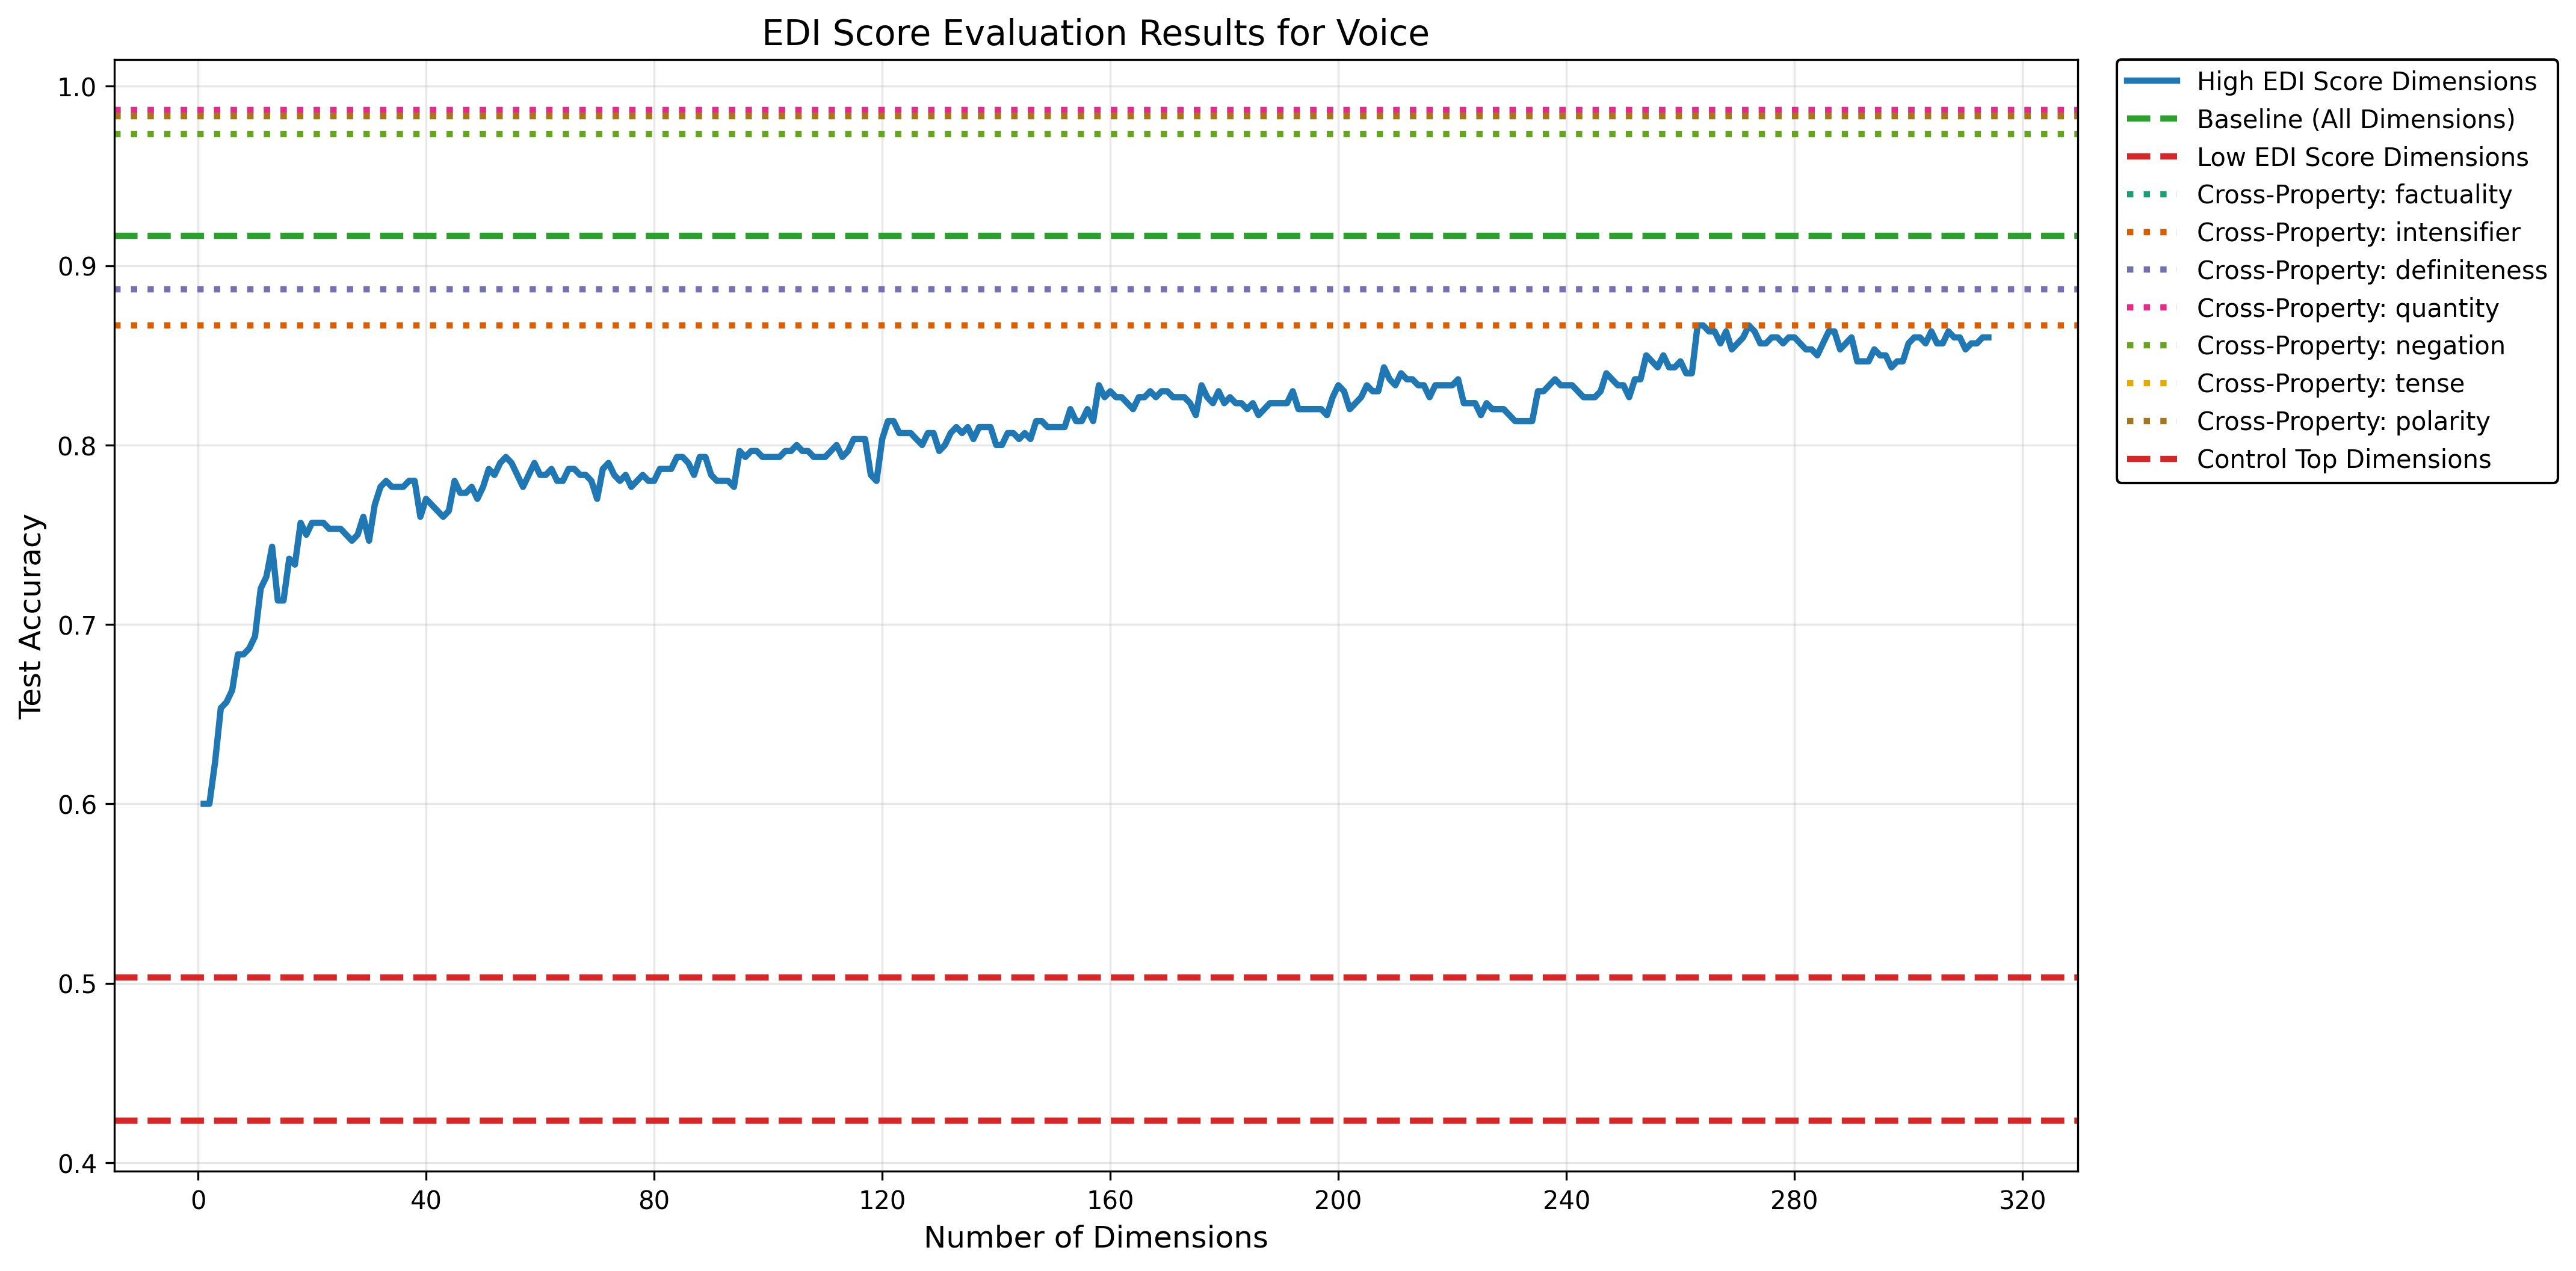 EDI Score Evaluation Results for Voice
1.0
0.9
0.8
0.7
0.6
0.5
0.4
Test Accuracy
0 40 80 120 160 200 240 280 320
Number of Dimensions
High EDI Score Dimensions
Baseline (All Dimensions)
Low EDI Score Dimensions
Cross-Property: factuality
Cross-Property: intensifier
Cross-Property: definiteness
Cross-Property: quantity
Cross-Property: negation
Cross-Property: tense
Cross-Property: polarity
Control Top Dimensions